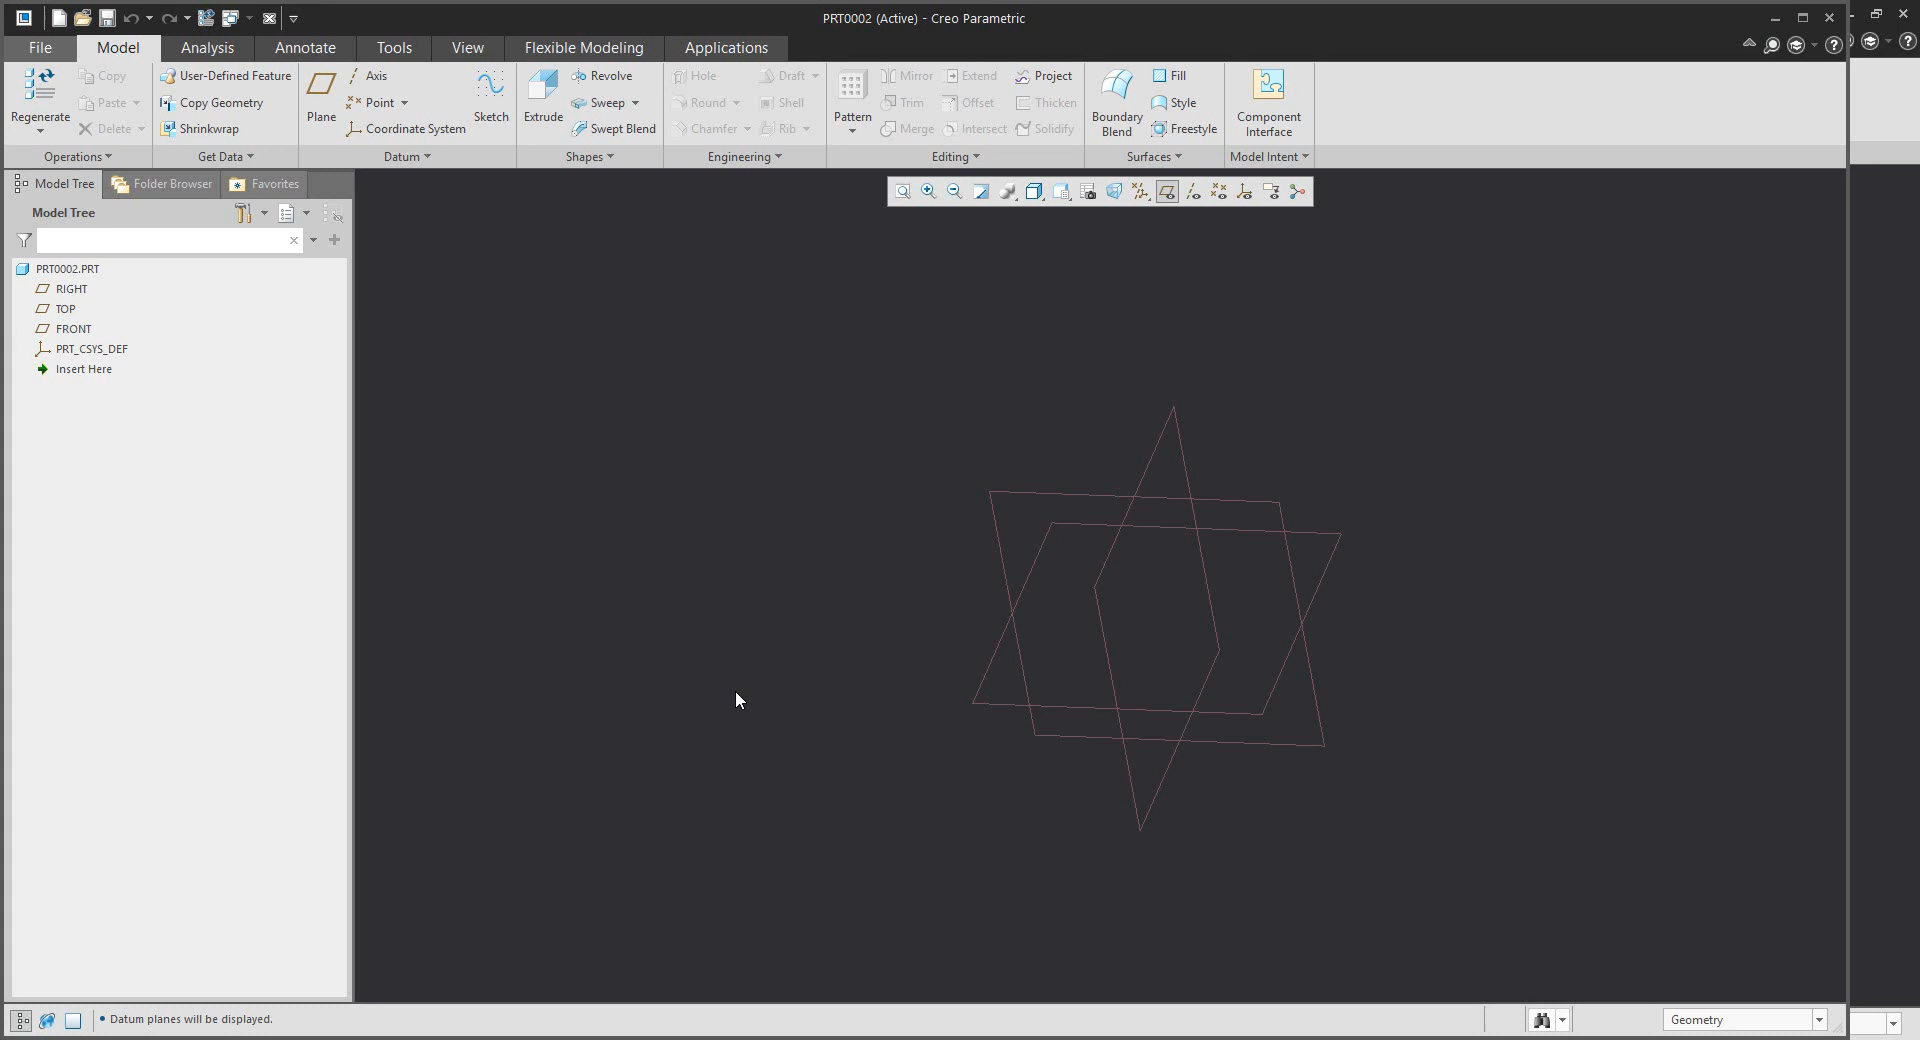 PRT0002 (Active) - Creo Parametric
File Model Analysis Annotate Tools View Flexible Modeling Applications
Regenerate
Copy
Paste
Delete
Operations
User-Defined Feature
Copy Geometry
Shrinkwrap
Get Data
Plane
Axis
Point
Coordinate System
Sketch
Datum
Extrude
Revolve
Sweep
Swept Blend
Shapes
Hole
Round
Chamfer
Draft
Shell
Rib
Engineering
Pattern
Mirror
Trim
Merge
Extend
Offset
Intersect
Project
Thicken
Solidify
Editing
Boundary
Blend
Fill
Style
Freestyle
Surfaces
Component
Interface
Model Intent
Model Tree Folder Browser Favorites
Model Tree
PRT0002.PRT
RIGHT
TOP
FRONT
PRT_CSYS_DEF
Insert Here
• Datum planes will be displayed.
Geometry